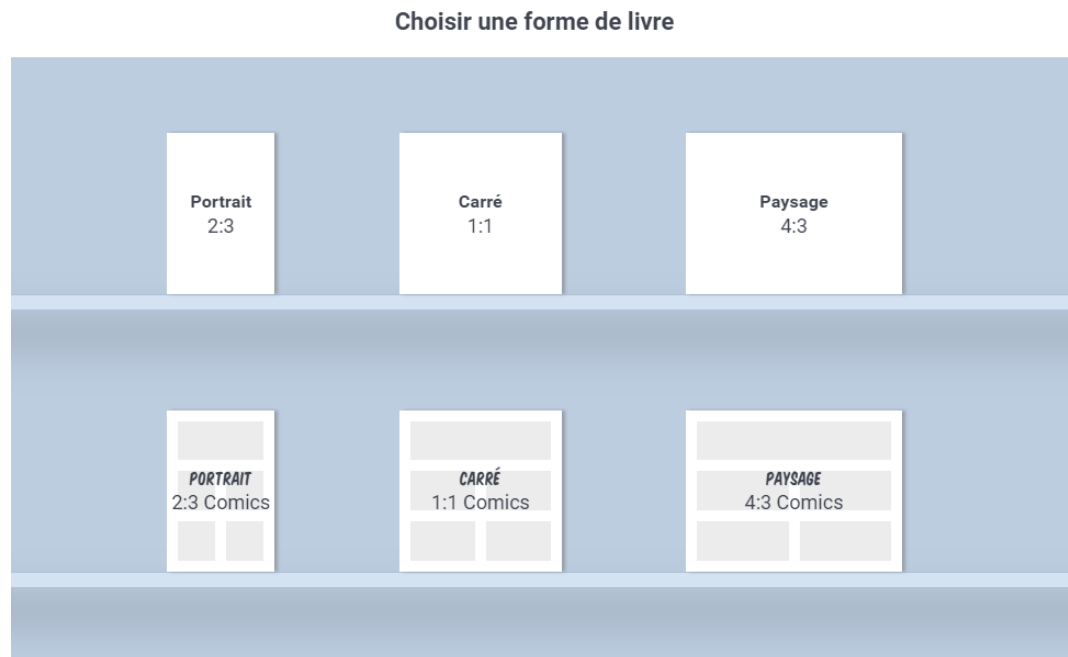 Choisir une forme de livre
Portrait
2:3
Carré
1:1
Paysage
4:3
PORTRAIT
2:3 Comics
CARRÉ
1:1 Comics
PAYSAGE
4:3 Comics